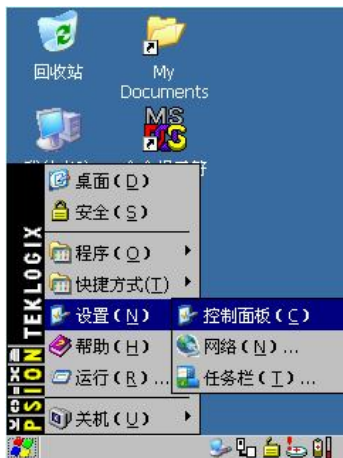 回收站
My
Documents
MS
DOS
桌面(D)
安全(S)
程序(O)
快捷方式(T)
设置(N)
控制面板(C)
帮助(H)
网络(N)...
运行(R)...
任务栏(T)...
关机(U)
PSION TEKLOGIX